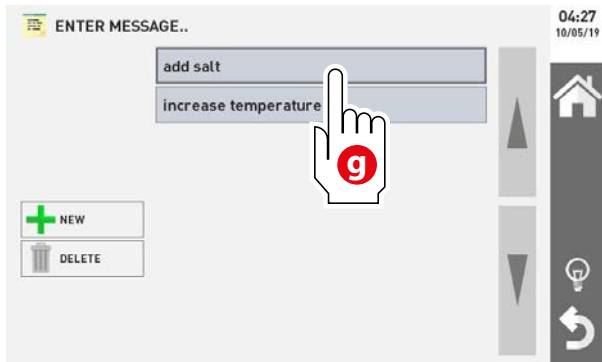 ENTER MESSAGE..
04:27
10/05/19
add salt
increase temperature
g
NEW
DELETE